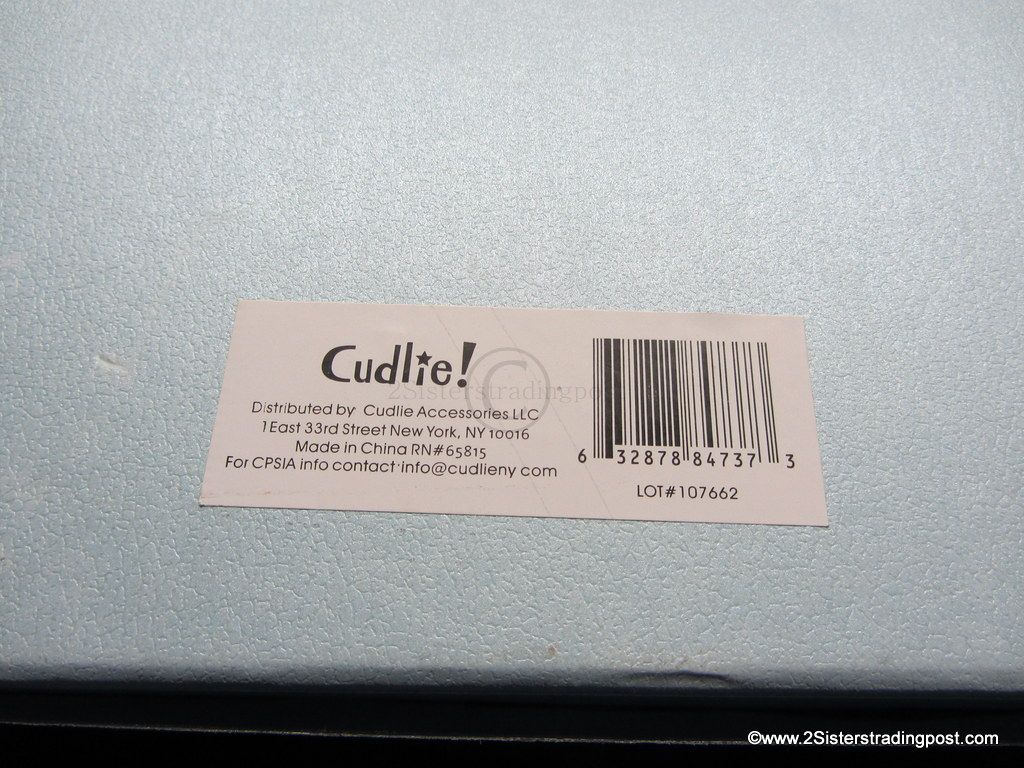 Cudlie!
Distributed by Cudlie Accessories LLC
1 East 33rd Street New York, NY 10016
Made in China RN#65815
For CPSIA info contact info@cudlieny com
6 32878 84737 3
LOT#107662
© 2Sisterstradingpost
©www.2Sisterstradingpost.com